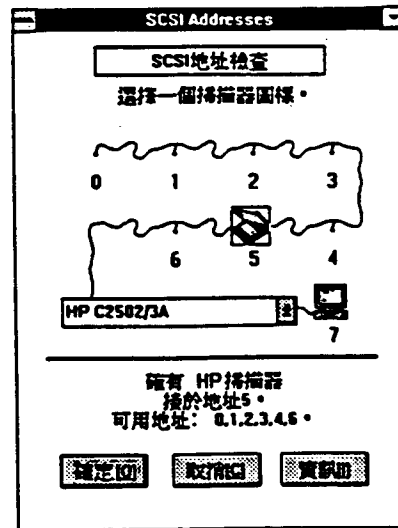 SCSI Addresses
SCSI地址檢查
選擇一個掃描器圖樣。
0 1 2 3
6 5 4
HP C2502/3A
7
確有 HP掃描器
接於地址5。
可用地址: 0,1,2,3,4,6。
確定[O] 取消[C] 資訊[I]